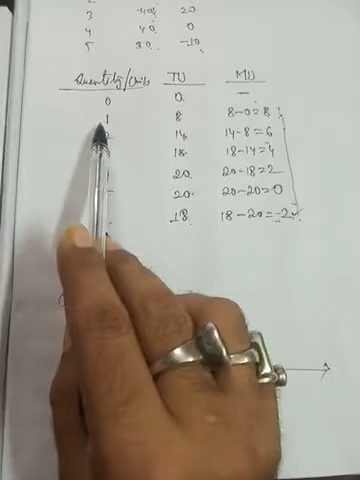 3 40 20
4 40 0
5 30 -10
Quantity/Units TU MU
0 0 —
1 8 8-0=8
14 14-8=6
18 18-14=4
20 20-18=2
20 20-20=0
18 18-20=-2